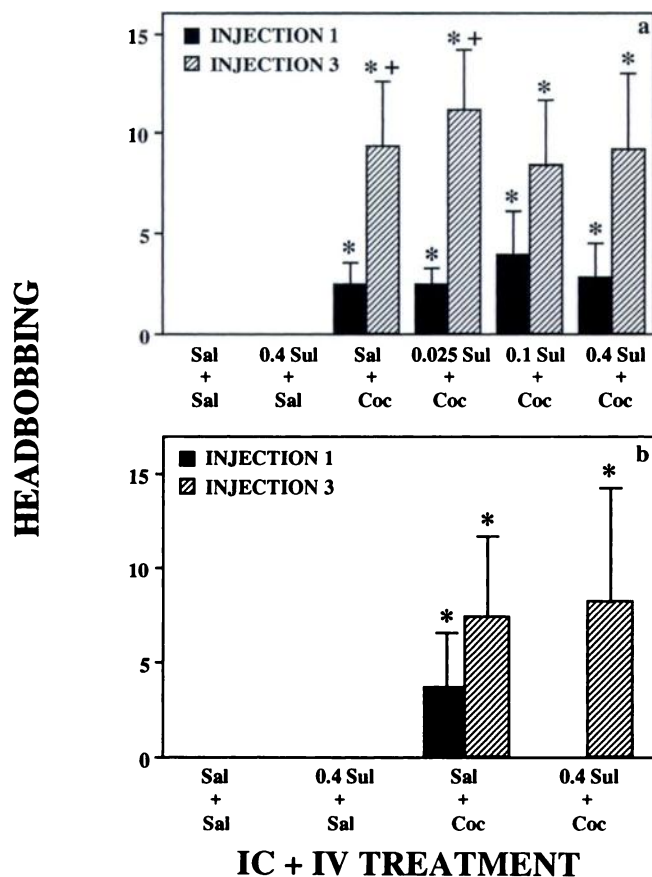 a
INJECTION 1
INJECTION 3
15
10
5
0
* * + * * + * * * *
Sal 0.4 Sul Sal 0.025 Sul 0.1 Sul 0.4 Sul
+ + + + + +
Sal Sal Coc Coc Coc Coc
HEADBOBBING
b
INJECTION 1
INJECTION 3
15
10
5
0
* * *
Sal 0.4 Sul Sal 0.4 Sul
+ + + +
Sal Sal Coc Coc
IC + IV TREATMENT